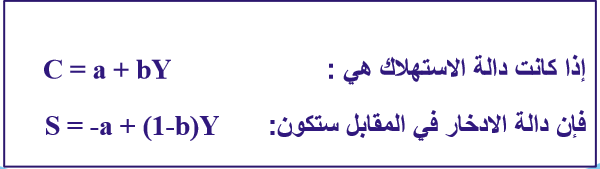 إذا كانت دالة الاستهلاك هي : C = a + bY
فإن دالة الادخار في المقابل ستكون: S = -a + (1-b)Y